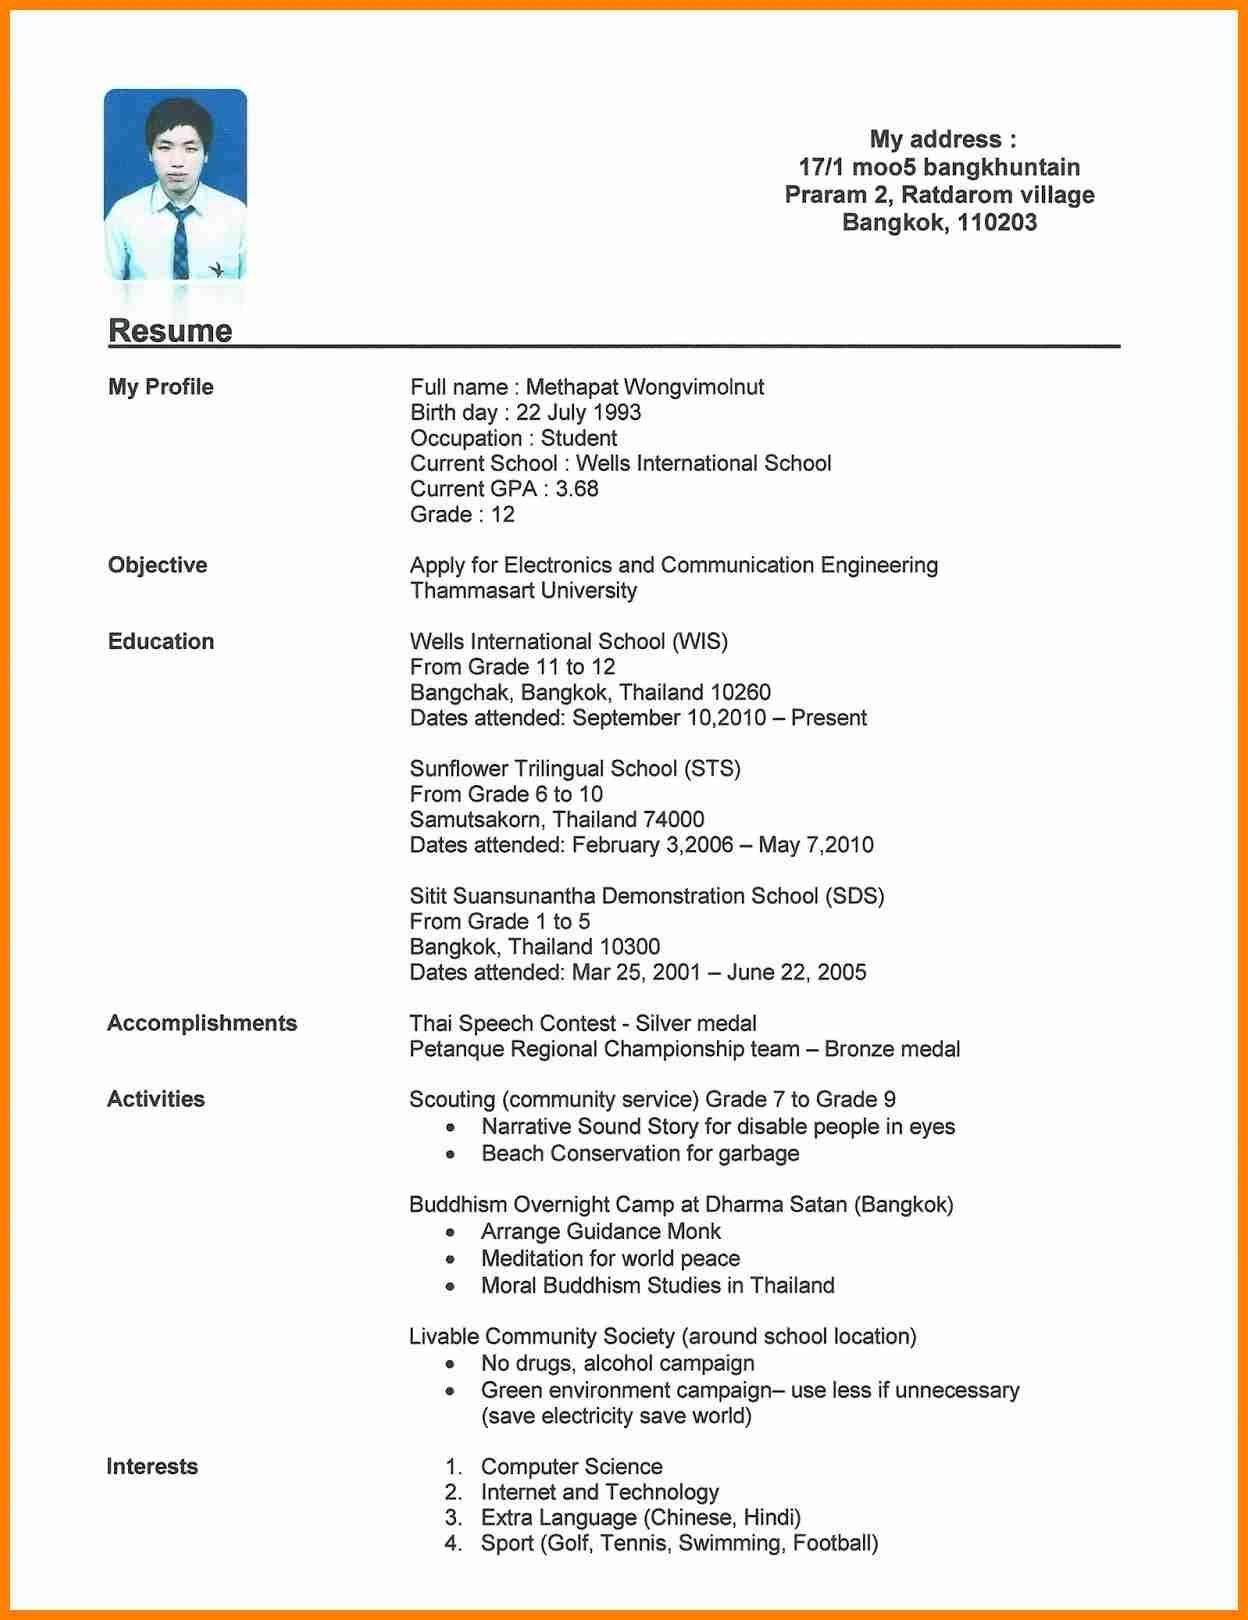 My address :
17/1 moo5 bangkhuntain
Praram 2, Ratdarom village
Bangkok, 110203
Resume
My Profile
Full name : Methapat Wongvimolnut
Birth day : 22 July 1993
Occupation : Student
Current School : Wells International School
Current GPA : 3.68
Grade : 12
Objective
Apply for Electronics and Communication Engineering
Thammasart University
Education
Wells International School (WIS)
From Grade 11 to 12
Bangchak, Bangkok, Thailand 10260
Dates attended: September 10,2010 – Present
Sunflower Trilingual School (STS)
From Grade 6 to 10
Samutsakorn, Thailand 74000
Dates attended: February 3,2006 – May 7,2010
Sitit Suansunantha Demonstration School (SDS)
From Grade 1 to 5
Bangkok, Thailand 10300
Dates attended: Mar 25, 2001 – June 22, 2005
Accomplishments
Thai Speech Contest - Silver medal
Petanque Regional Championship team – Bronze medal
Activities
Scouting (community service) Grade 7 to Grade 9
• Narrative Sound Story for disable people in eyes
• Beach Conservation for garbage
Buddhism Overnight Camp at Dharma Satan (Bangkok)
• Arrange Guidance Monk
• Meditation for world peace
• Moral Buddhism Studies in Thailand
Livable Community Society (around school location)
• No drugs, alcohol campaign
• Green environment campaign– use less if unnecessary
(save electricity save world)
Interests
1. Computer Science
2. Internet and Technology
3. Extra Language (Chinese, Hindi)
4. Sport (Golf, Tennis, Swimming, Football)